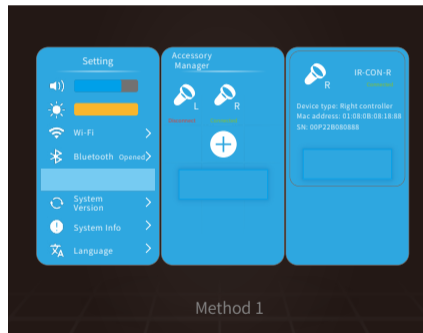 Setting
Wi-Fi
Bluetooth Opened
System
Version
System Info
Language
Accessory
Manager
L
R
R
IR-CON-R
Device type: Right controller
Mac address: 01:08:0B:08:18:88
SN: 00P22B080888
Method 1